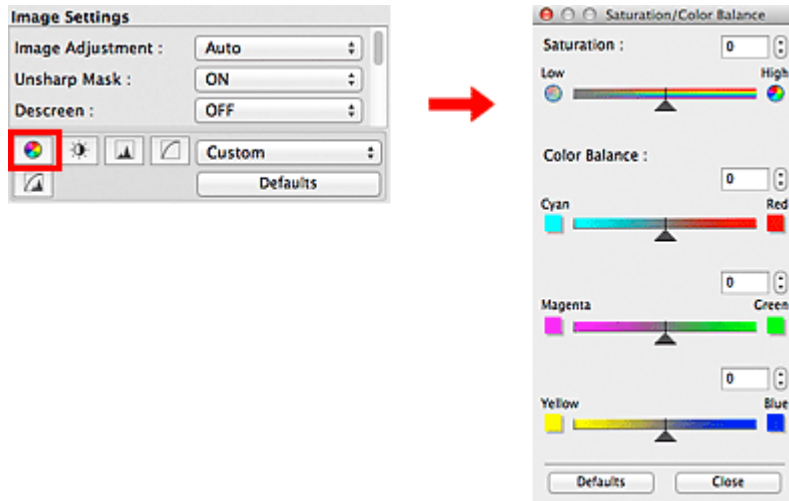 Image Settings
Image Adjustment : Auto
Unsharp Mask : ON
Descreen : OFF
Custom
Defaults
Saturation/Color Balance
Saturation : 0
Low High
Color Balance :
0
Cyan Red
0
Magenta Green
0
Yellow Blue
Defaults Close